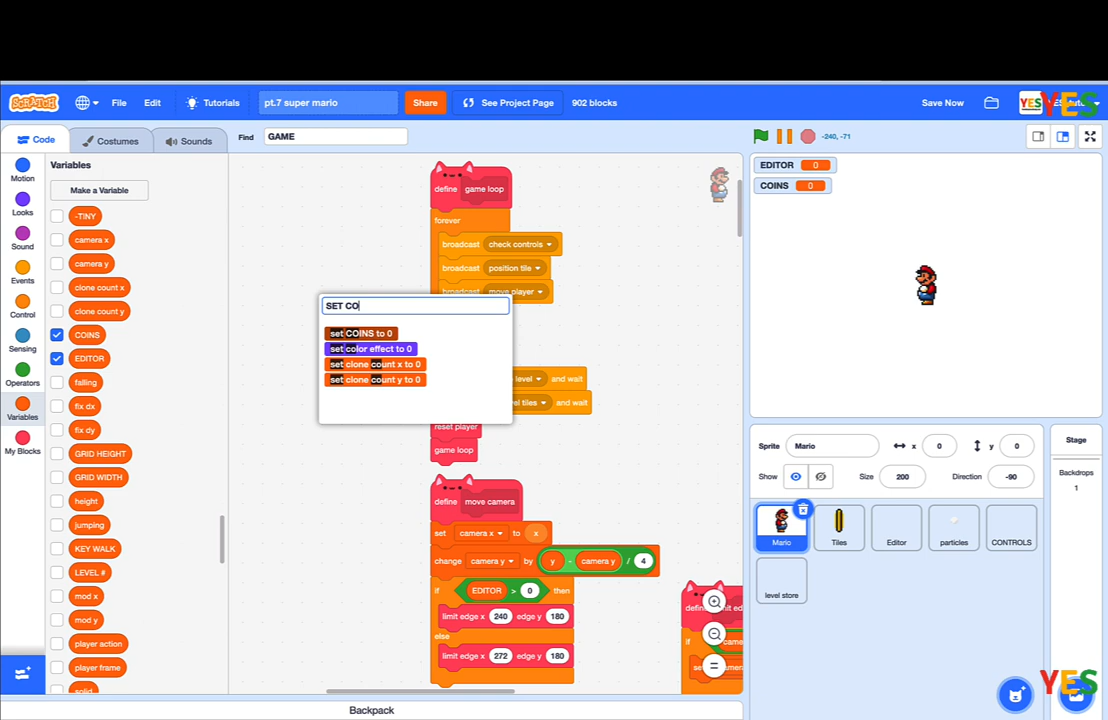 SCRATCH File Edit Tutorials pt.7 super mario Share See Project Page 902 blocks Save Now YES YES
Code Costumes Sounds Find GAME -240, -71
Motion
Looks
Sound
Events
Control
Sensing
Operators
Variables
My Blocks
Variables
Make a Variable
-TINY
camera x
camera y
clone count x
clone count y
COINS
EDITOR
falling
fix dx
fix dy
GRID HEIGHT
GRID WIDTH
height
jumping
KEY WALK
LEVEL #
mod x
mod y
player action
player frame
solid
define game loop
forever
broadcast check controls
broadcast position tile
broadcast move player
SET CO
set COINS to 0
set color effect to 0
set clone count x to 0
set clone count y to 0
level and wait
tiles and wait
reset player
game loop
define move camera
set camera x to x
change camera y by y - camera y / 4
if EDITOR > 0 then
limit edge x 240 edge y 180
else
limit edge x 272 edge y 180
if
Backpack
EDITOR 0
COINS 0
Sprite Mario x 0 y 0
Show Size 200 Direction -90
Mario Tiles Editor particles CONTROLS
level store
Stage
Backdrops
1
YES